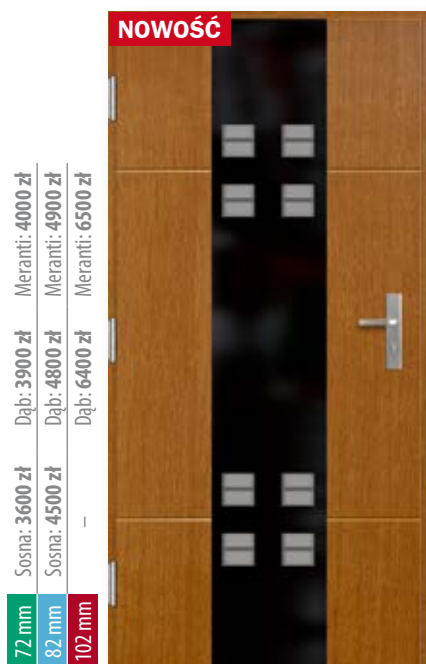 NOWOŚĆ
72 mm Sosna: 3600 zł Dąb: 3900 zł Meranti: 4000 zł
82 mm Sosna: 4500 zł Dąb: 4800 zł Meranti: 4900 zł
102 mm – Dąb: 6400 zł Meranti: 6500 zł